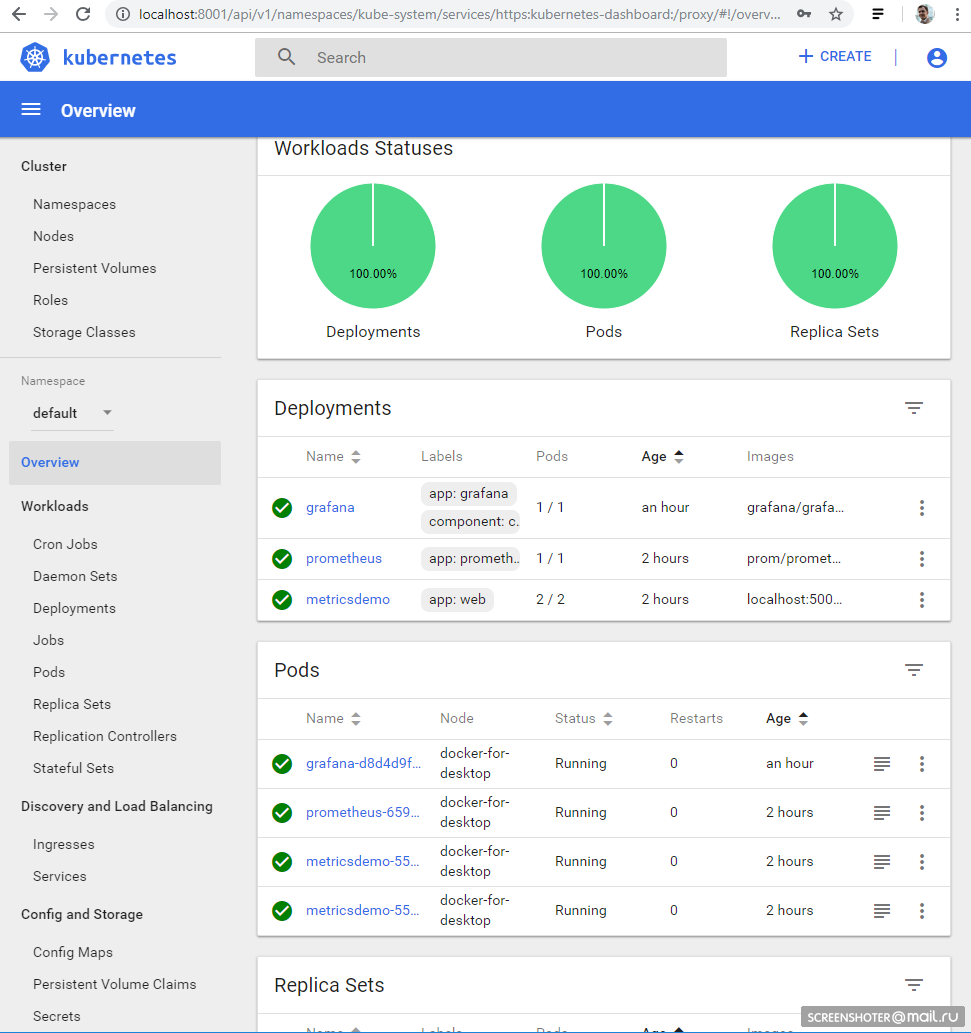 localhost:8001/api/v1/namespaces/kube-system/services/https:kubernetes-dashboard:/proxy/#!/overv...
kubernetes
Search
+ CREATE
Overview
Cluster
Namespaces
Nodes
Persistent Volumes
Roles
Storage Classes
Namespace
default
Overview
Workloads
Cron Jobs
Daemon Sets
Deployments
Jobs
Pods
Replica Sets
Replication Controllers
Stateful Sets
Discovery and Load Balancing
Ingresses
Services
Config and Storage
Config Maps
Persistent Volume Claims
Secrets
Workloads Statuses
100.00% 100.00% 100.00%
Deployments Pods Replica Sets
Deployments
Name Labels Pods Age Images
grafana app: grafana component: c... 1 / 1 an hour grafana/grafa...
prometheus app: prometh... 1 / 1 2 hours prom/promet...
metricsdemo app: web 2 / 2 2 hours localhost:500...
Pods
Name Node Status Restarts Age
grafana-d8d4d9f... docker-for-desktop Running 0 an hour
prometheus-659... docker-for-desktop Running 0 2 hours
metricsdemo-55... docker-for-desktop Running 0 2 hours
metricsdemo-55... docker-for-desktop Running 0 2 hours
Replica Sets
Name Labels Pods Age Images
SCREENSHOTER@mail.ru